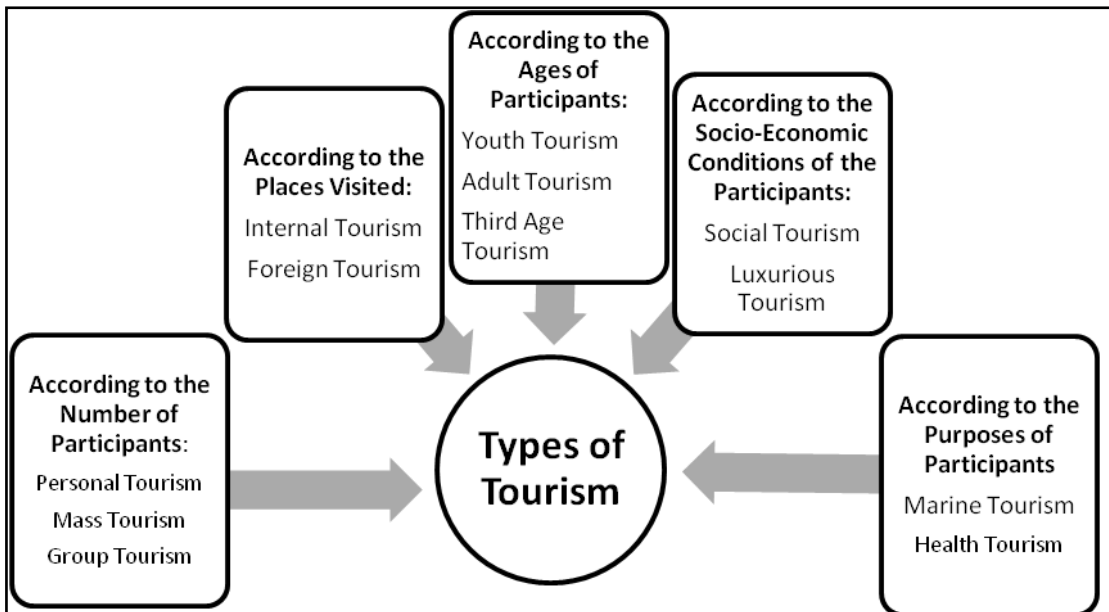 According to the
Number of
Participants:
Personal Tourism
Mass Tourism
Group Tourism
According to the
Places Visited:
Internal Tourism
Foreign Tourism
According to the
Ages of
Participants:
Youth Tourism
Adult Tourism
Third Age
Tourism
According to the
Socio-Economic
Conditions of the
Participants:
Social Tourism
Luxurious
Tourism
According to the
Purposes of
Participants
Marine Tourism
Health Tourism
Types of
Tourism